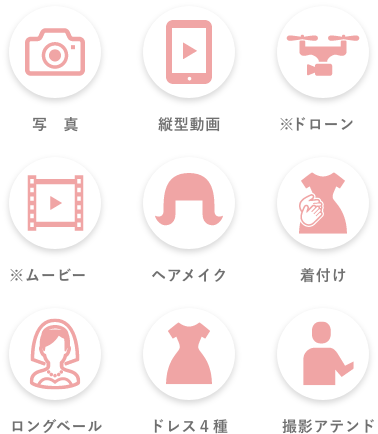 写　真
縦型動画
※ドローン
※ムービー
ヘアメイク
着付け
ロングベール
ドレス４種
撮影アテンド